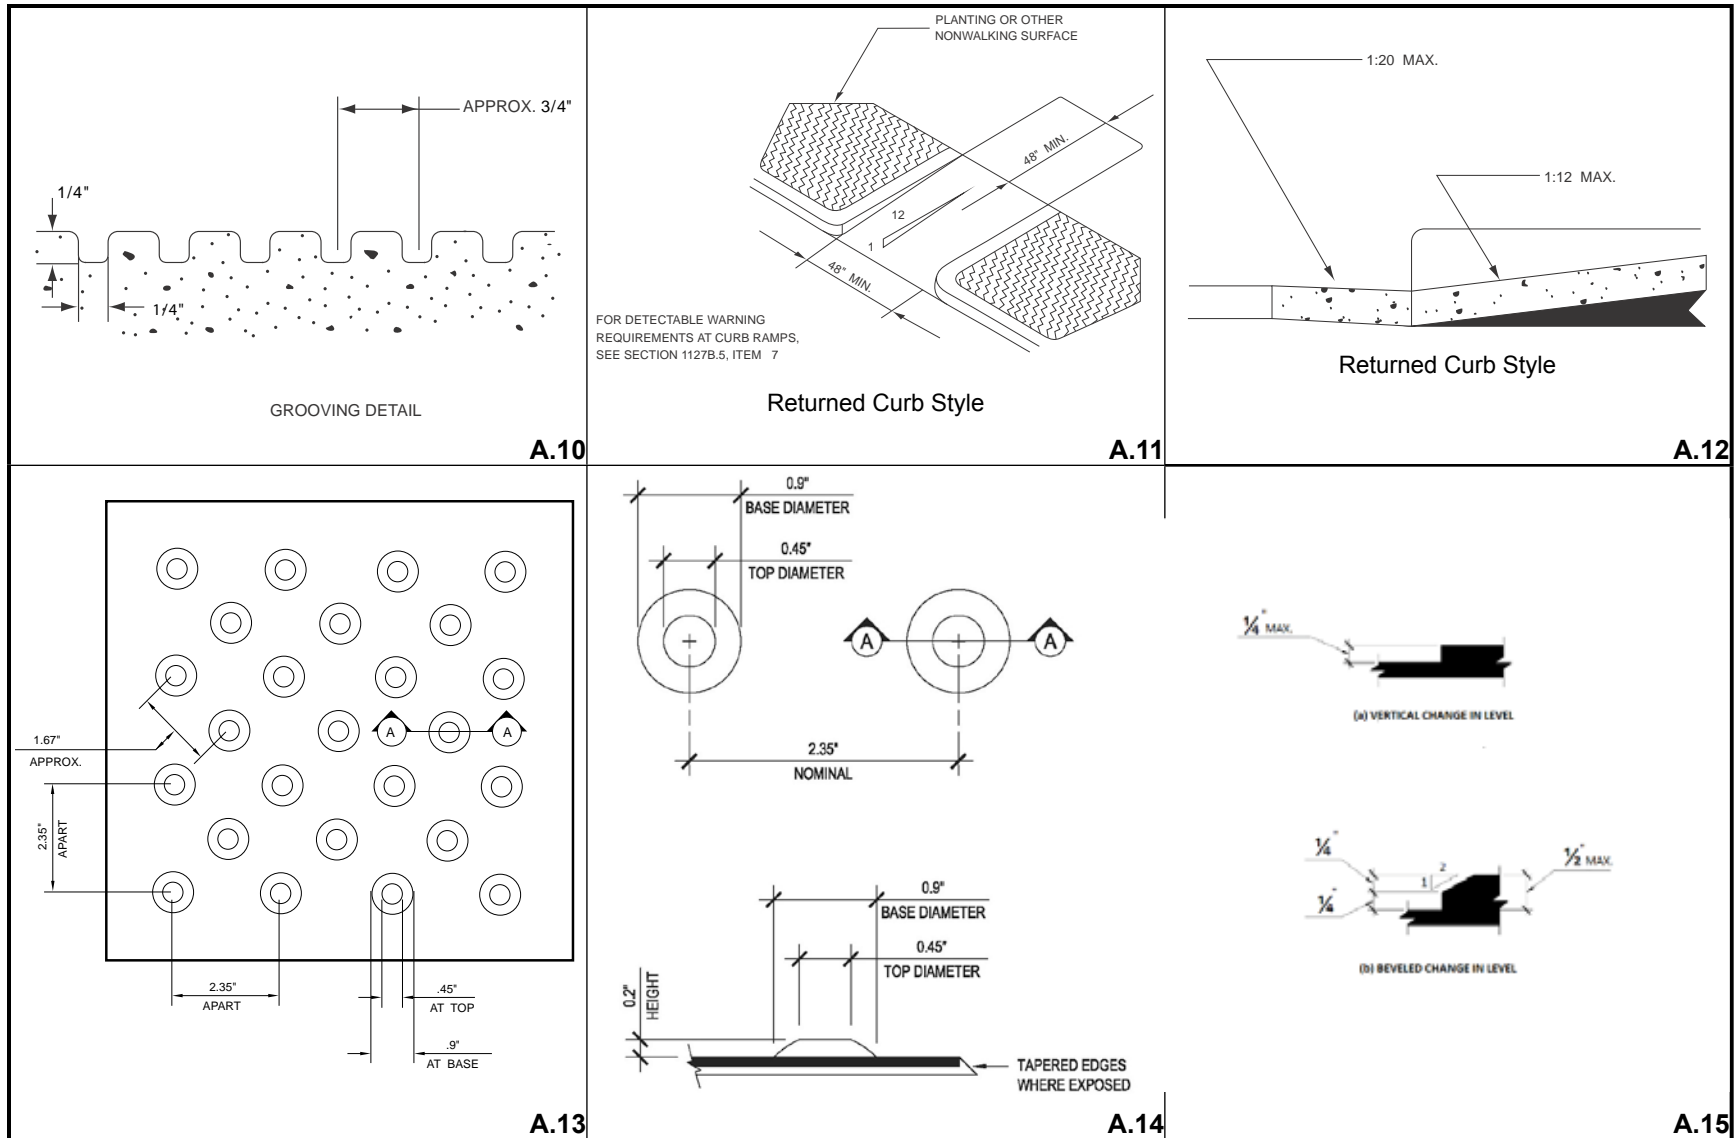 APPROX. 3/4"
1/4"
1/4"
GROOVING DETAIL
A.10
PLANTING OR OTHER
NONWALKING SURFACE
48" MIN.
12
1
48" MIN.
FOR DETECTABLE WARNING
REQUIREMENTS AT CURB RAMPS,
SEE SECTION 1127B.5, ITEM 7
Returned Curb Style
A.11
1:20 MAX.
1:12 MAX.
Returned Curb Style
A.12
A
A
1.67"
APPROX.
2.35"
APART
2.35"
APART
.45"
AT TOP
.9"
AT BASE
A.13
0.9"
BASE DIAMETER
0.45"
TOP DIAMETER
A
A
2.35"
NOMINAL
0.9"
BASE DIAMETER
0.45"
TOP DIAMETER
0.2"
HEIGHT
TAPERED EDGES
WHERE EXPOSED
A.14
1/4" MAX.
(a) VERTICAL CHANGE IN LEVEL
1/4"
2
1
1/2" MAX.
1/4"
(b) BEVELED CHANGE IN LEVEL
A.15